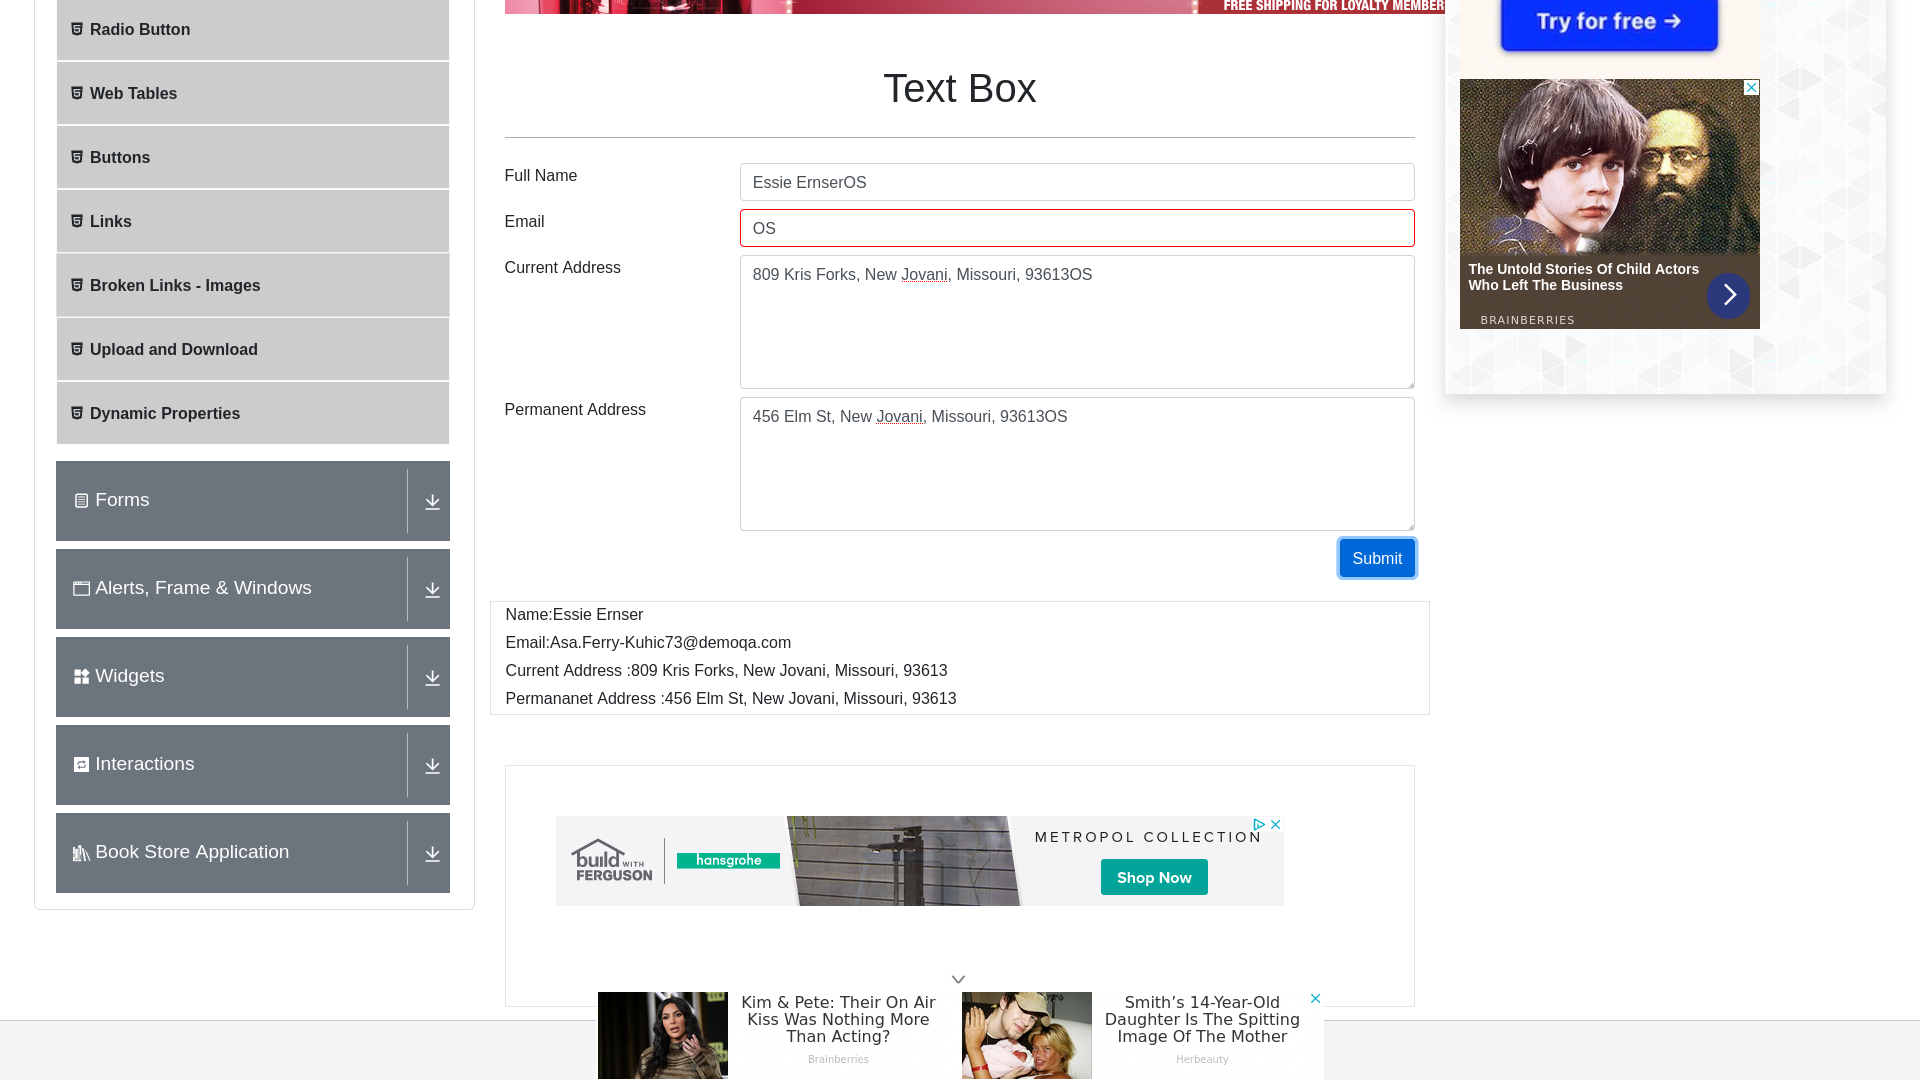 Radio Button
Web Tables
Buttons
Links
Broken Links - Images
Upload and Download
Dynamic Properties
Forms
Alerts, Frame & Windows
Widgets
Interactions
Book Store Application
FREE SHIPPING FOR LOYALTY MEMBERS
Text Box
Full Name
Essie ErnserOS
Email
OS
Current Address
809 Kris Forks, New Jovani, Missouri, 93613OS
Permanent Address
456 Elm St, New Jovani, Missouri, 93613OS
Submit
Name:Essie Ernser
Email:Asa.Ferry-Kuhic73@demoqa.com
Current Address :809 Kris Forks, New Jovani, Missouri, 93613
Permananet Address :456 Elm St, New Jovani, Missouri, 93613
Try for free →
The Untold Stories Of Child Actors
Who Left The Business
BRAINBERRIES
build WITH
FERGUSON
hansgrohe
METROPOL COLLECTION
Shop Now
Kim & Pete: Their On Air
Kiss Was Nothing More
Than Acting?
Brainberries
Smith’s 14-Year-Old
Daughter Is The Spitting
Image Of The Mother
Herbeauty